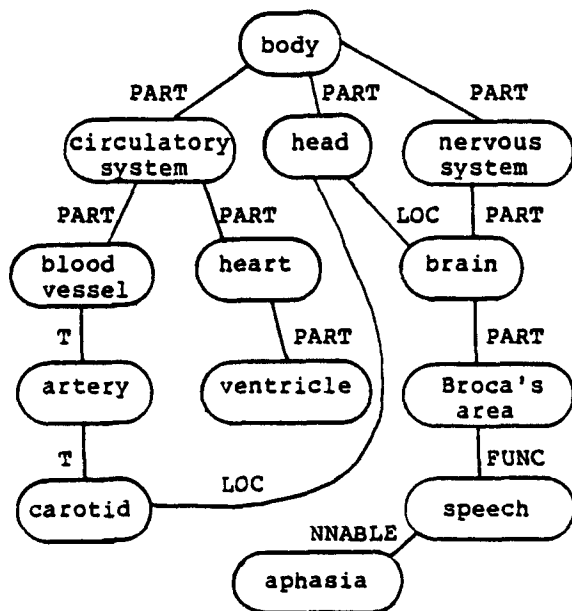 body
PART PART PART
circulatory
system
head
nervous
system
PART PART LOC PART
blood
vessel
heart
brain
T PART PART
artery
ventricle
Broca's
area
T LOC FUNC
carotid
speech
NNABLE
aphasia